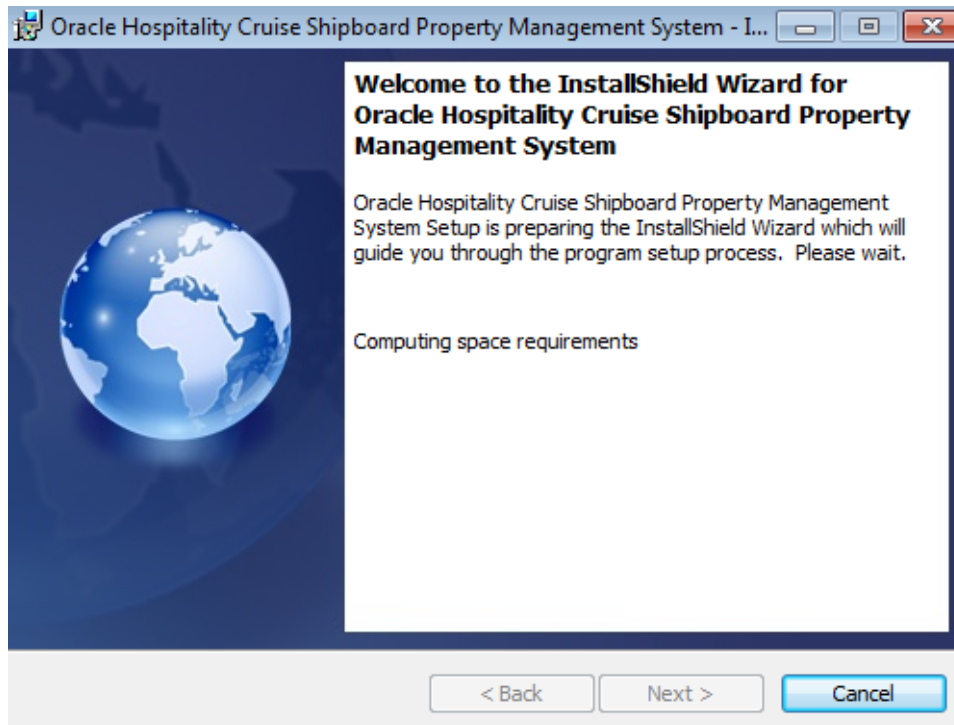 Oracle Hospitality Cruise Shipboard Property Management System - I...
Welcome to the InstallShield Wizard for
Oracle Hospitality Cruise Shipboard Property
Management System
Oracle Hospitality Cruise Shipboard Property Management
System Setup is preparing the InstallShield Wizard which will
guide you through the program setup process.  Please wait.
Computing space requirements
< Back
Next >
Cancel